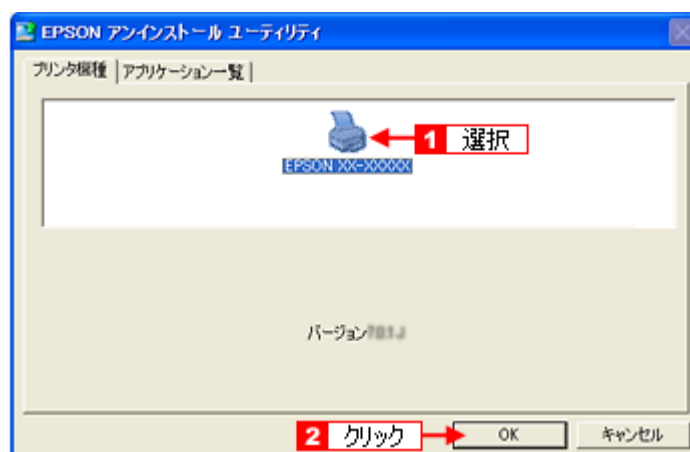 EPSON アンインストール ユーティリティ
プリンタ機種 アプリケーション一覧
1 選択
EPSON XX-XXXXX
バージョン
2 クリック OK キャンセル